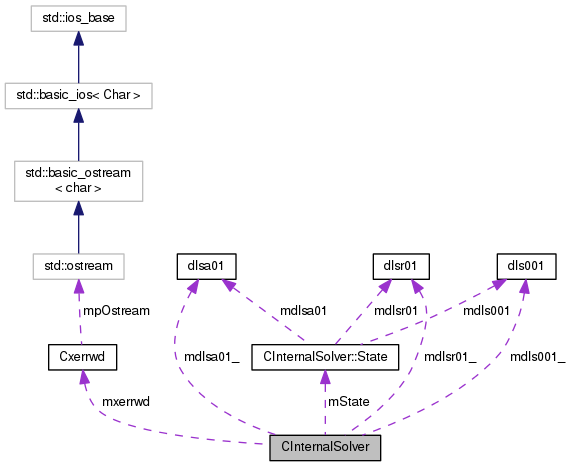 std::ios_base
std::basic_ios< Char >
std::basic_ostream
< char >
std::ostream
dlsa01
dlsr01
dls001
mpOstream
mdlsa01
mdlsr01
mdls001
Cxerrwd
CInternalSolver::State
mdlsa01_
mdlsr01_
mdls001_
mxerrwd
mState
CInternalSolver